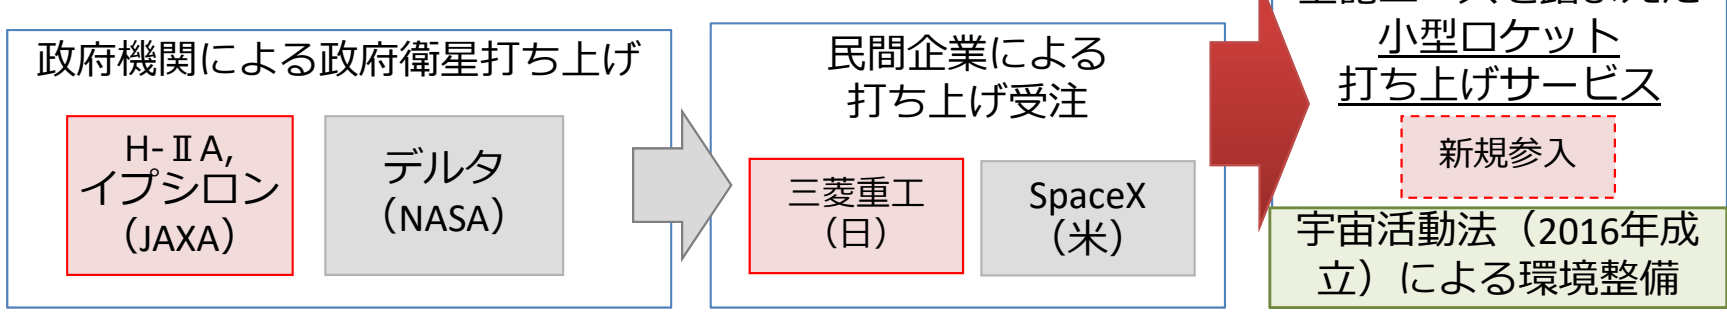 政府機関による政府衛星打ち上げ
H-ⅡA,
イプシロン
（JAXA）
デルタ
（NASA）
民間企業による
打ち上げ受注
三菱重工
（日）
SpaceX
（米）
小型ロケット
打ち上げサービス
新規参入
宇宙活動法（2016年成
立）による環境整備